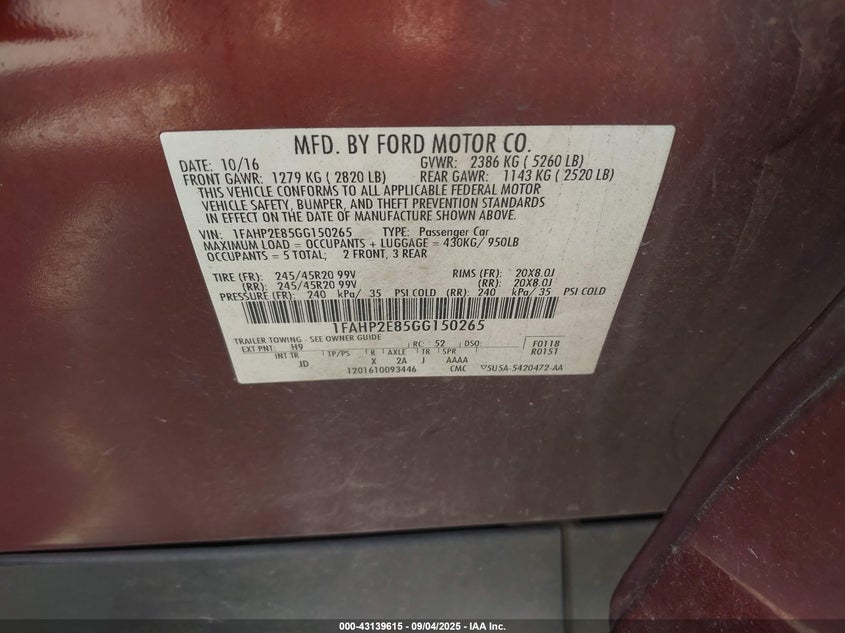 MFD. BY FORD MOTOR CO.
DATE: 10/16 GVWR: 2386 KG ( 5260 LB)
FRONT GAWR: 1279 KG ( 2820 LB) REAR GAWR: 1143 KG ( 2520 LB)
THIS VEHICLE CONFORMS TO ALL APPLICABLE FEDERAL MOTOR
VEHICLE SAFETY, BUMPER, AND THEFT PREVENTION STANDARDS
IN EFFECT ON THE DATE OF MANUFACTURE SHOWN ABOVE.
VIN: 1FAHP2E85GG150265 TYPE: Passenger Car
MAXIMUM LOAD = OCCUPANTS + LUGGAGE = 430KG/ 950LB
OCCUPANTS = 5 TOTAL; 2 FRONT, 3 REAR
TIRE (FR): 245/45R20 99V RIMS (FR): 20X8.0J
(RR): 245/45R20 99V (RR): 20X8.0J
PRESSURE (FR): 240 kPa/ 35 PSI COLD (RR): 240 kPa/ 35 PSI COLD
1FAHP2E85GG150265
TRAILER TOWING - SEE OWNER GUIDE
EXT PNT: H9 RC: 52 DSO: F0118
R0151
INT TR TP/PS R AXLE TR SPR
JD X 2A J AAAA
1201610093446 CMC ▽5U5A-5420472-AA
000-43139615 - 09/04/2025 - IAA Inc.